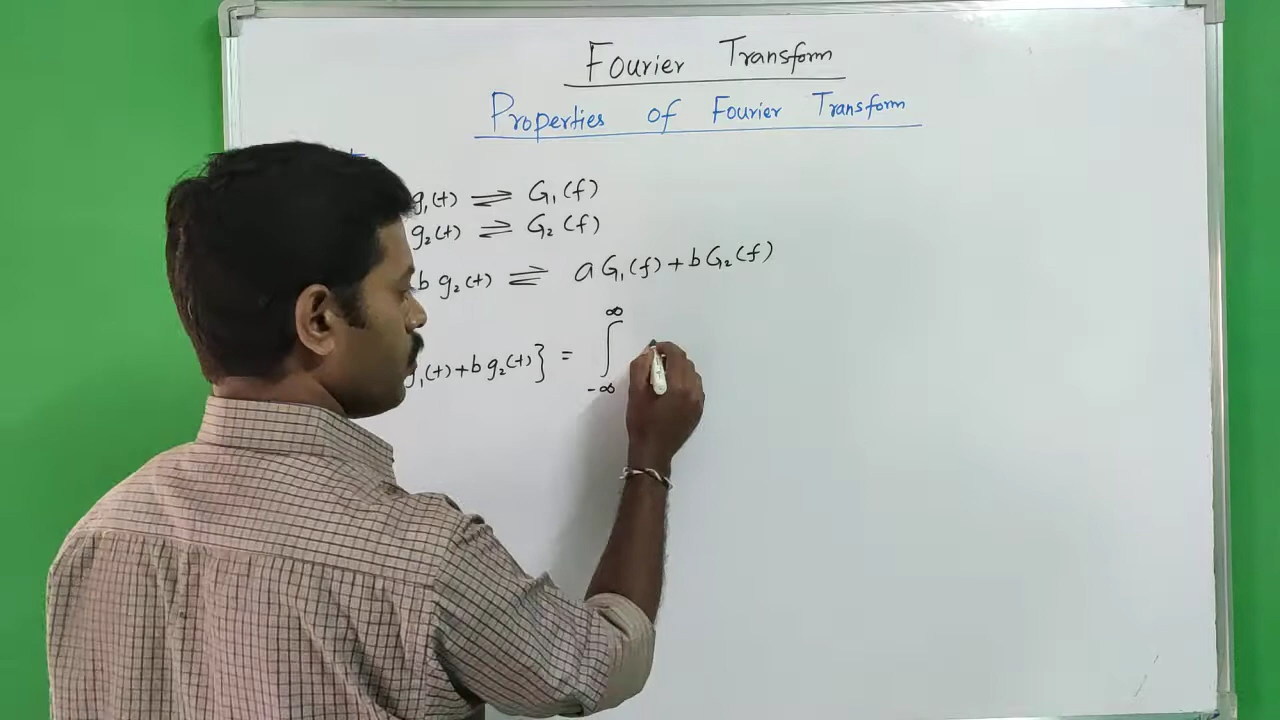 Fourier Transform
Properties of Fourier Transform
g₁(t) ⇌ G₁(f)
g₂(t) ⇌ G₂(f)
b g₂(t) ⇌ a G₁(f) + b G₂(f)
g₁(t) + b g₂(t)} = ∫_{-∞}^{∞}